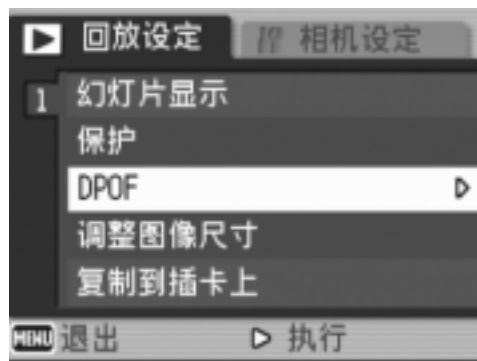 回放设定 相机设定
1 幻灯片显示
保护
DPOF
调整图像尺寸
复制到插卡上
MENU 退出 执行